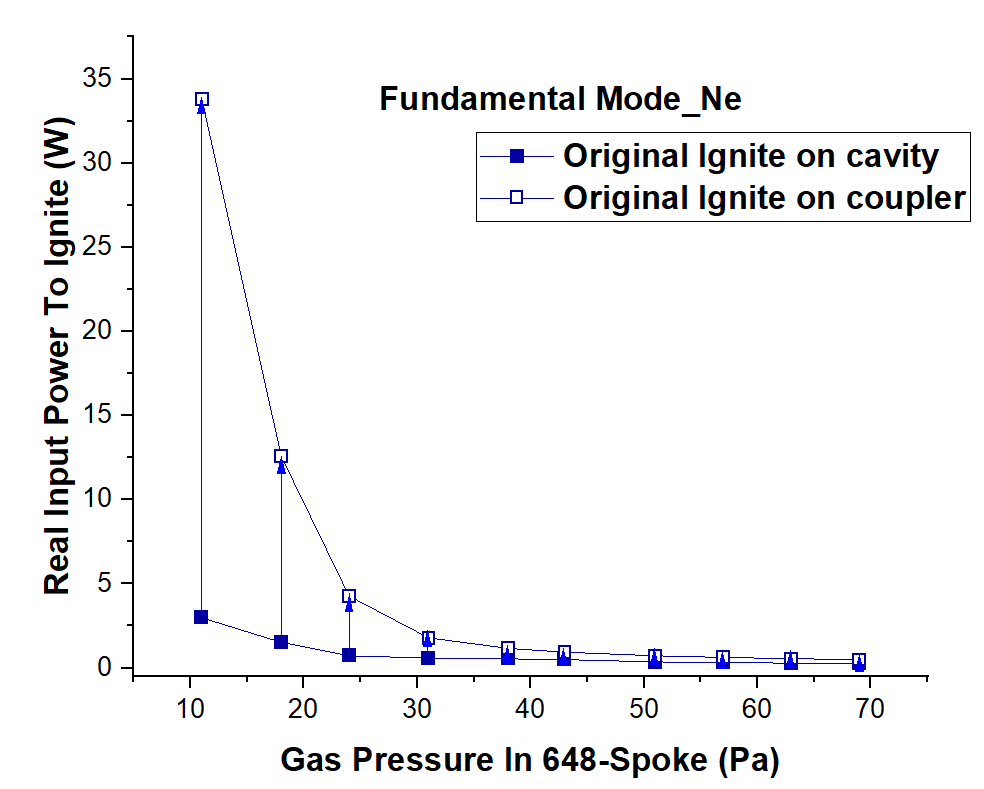 Fundamental Mode_Ne
Original Ignite on cavity
Original Ignite on coupler
Real Input Power To Ignite (W)
35
30
25
20
15
10
5
0
10 20 30 40 50 60 70
Gas Pressure In 648-Spoke (Pa)